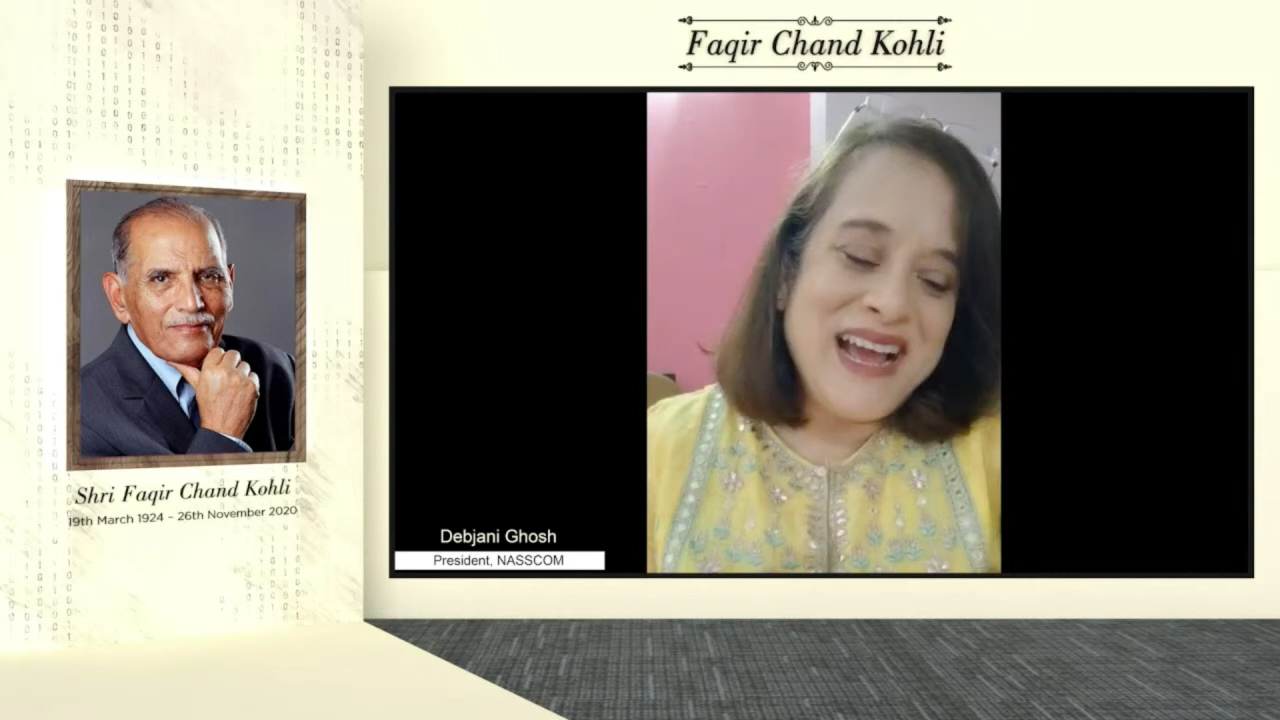 Faqir Chand Kohli
Shri Faqir Chand Kohli
19th March 1924 – 26th November 2020
Debjani Ghosh
President, NASSCOM